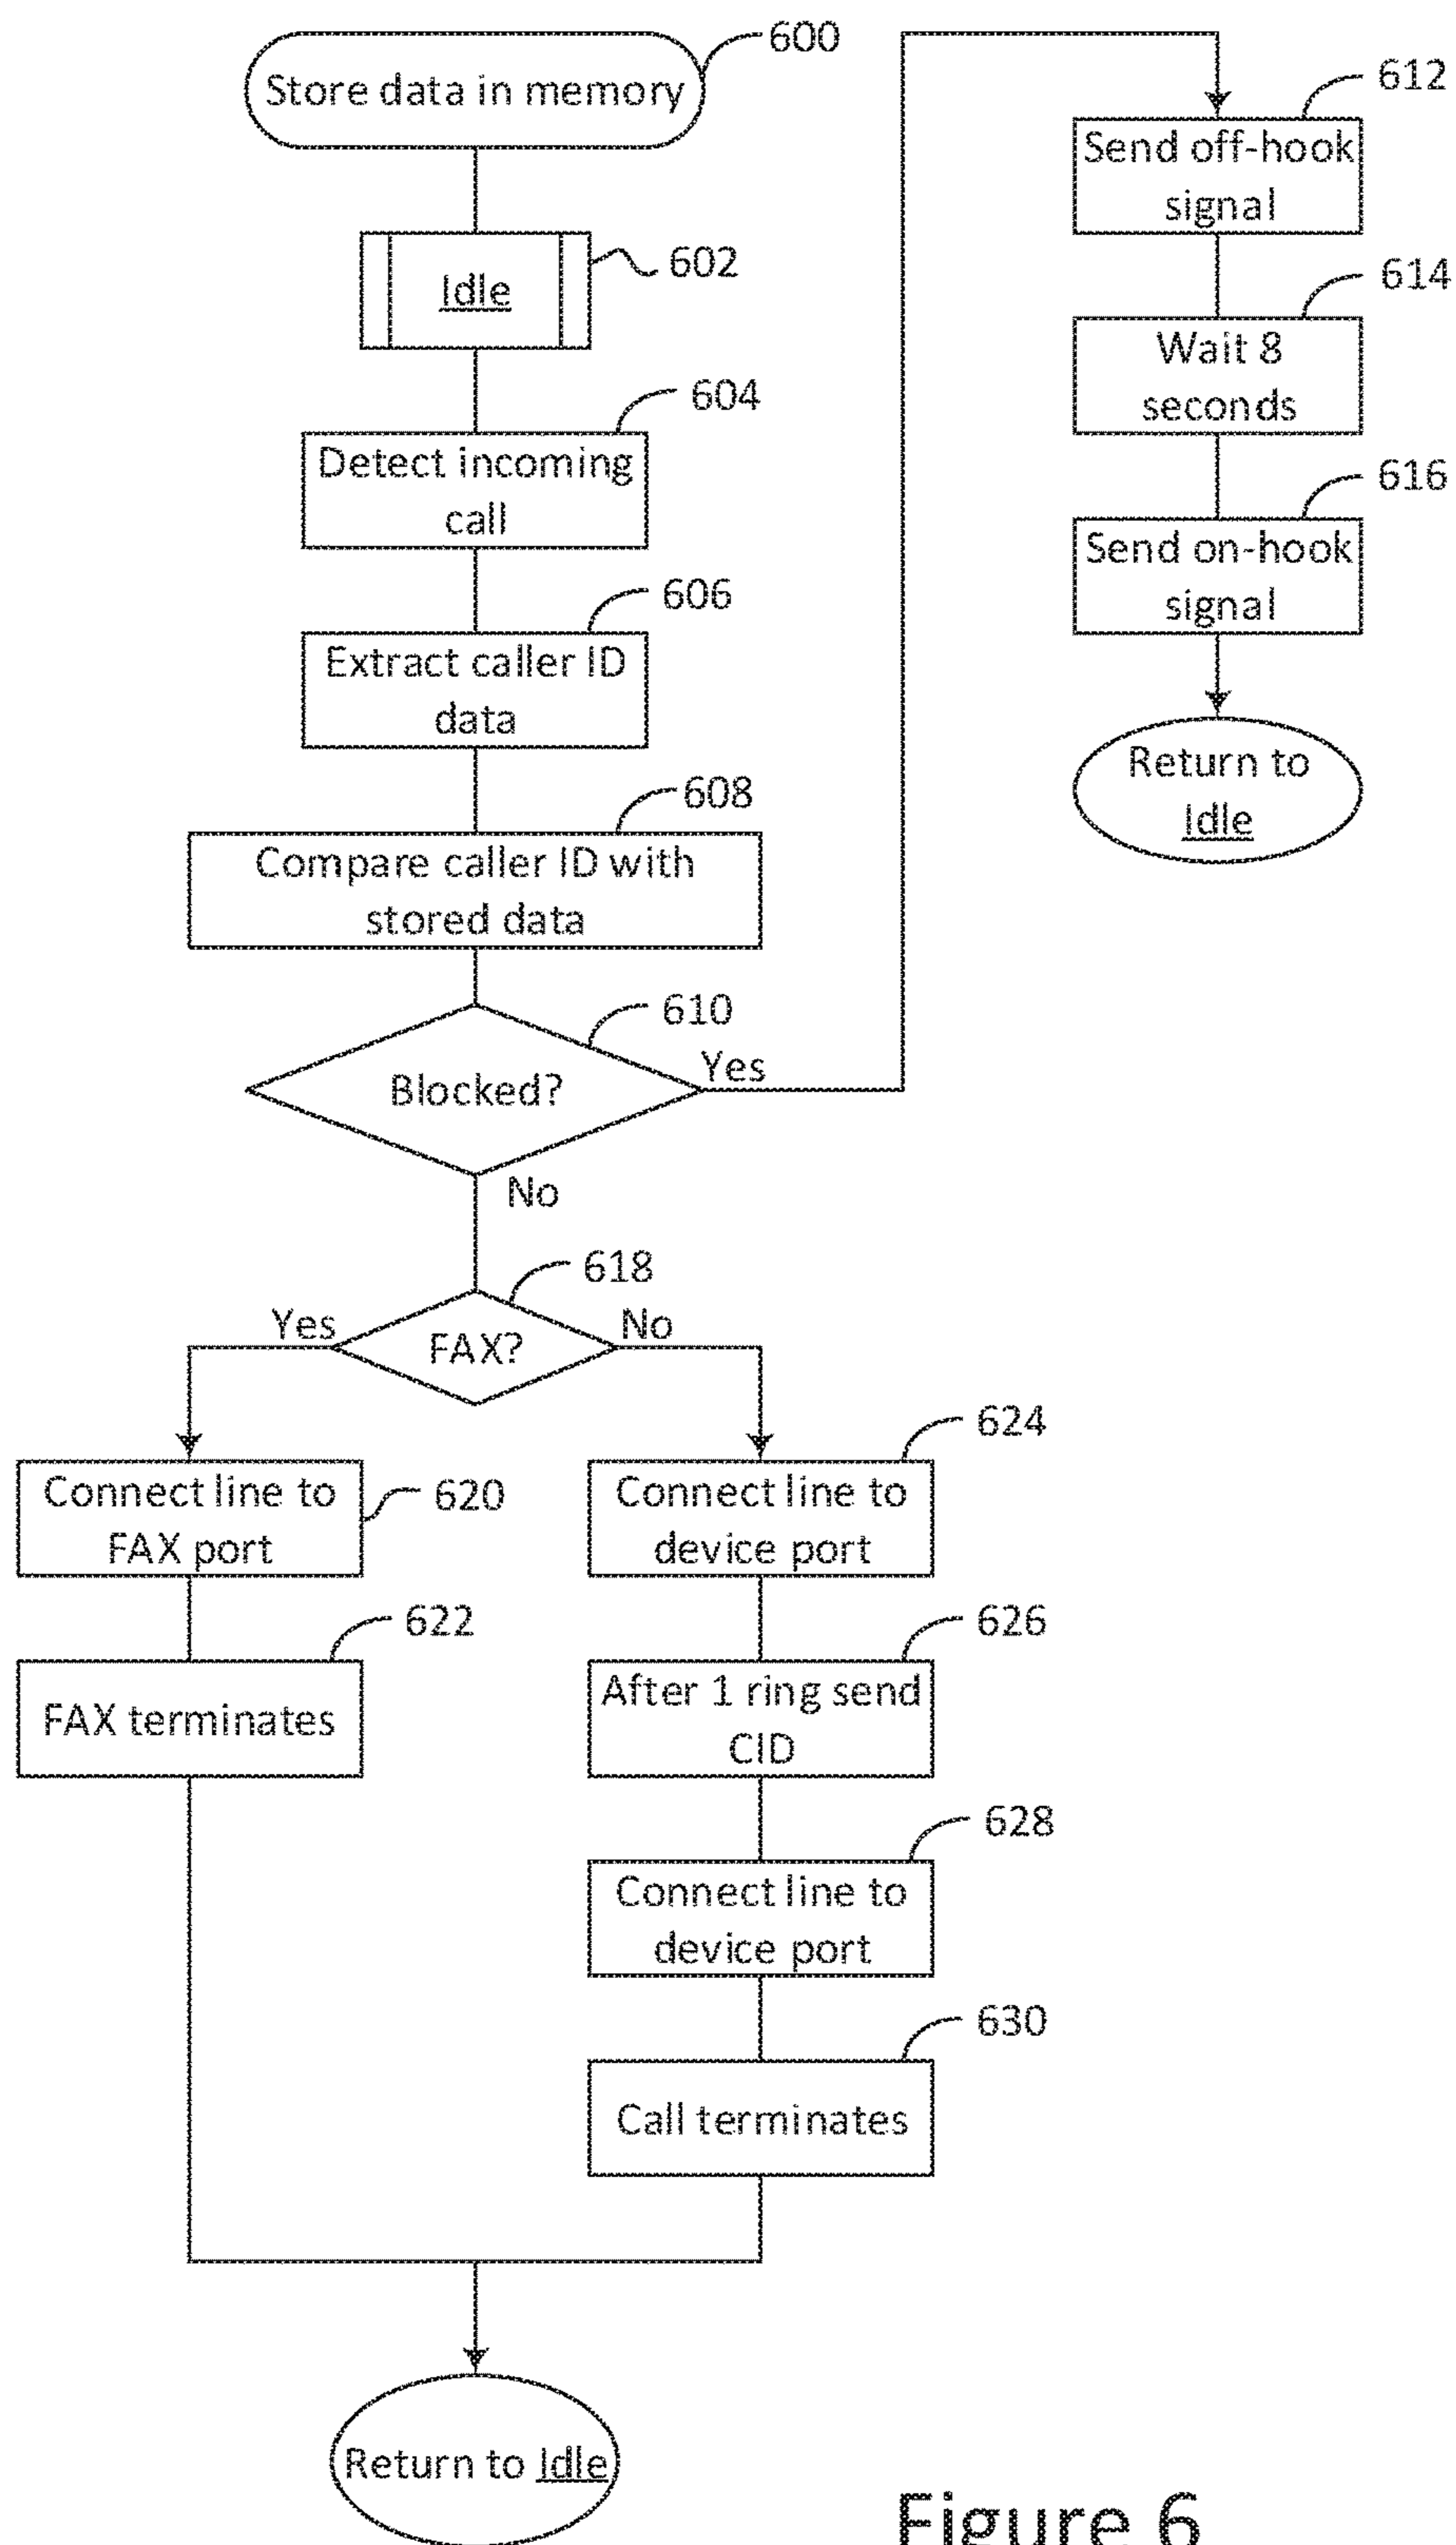 600
Store data in memory
602
Idle
604
Detect incoming
call
606
Extract caller ID
data
608
Compare caller ID with
stored data
610
Blocked?
Yes
No
612
Send off-hook
signal
614
Wait 8
seconds
616
Send on-hook
signal
Return to
Idle
618
FAX?
Yes
No
620
Connect line to
FAX port
622
FAX terminates
624
Connect line to
device port
626
After 1 ring send
CID
628
Connect line to
device port
630
Call terminates
Return to Idle
Figure 6